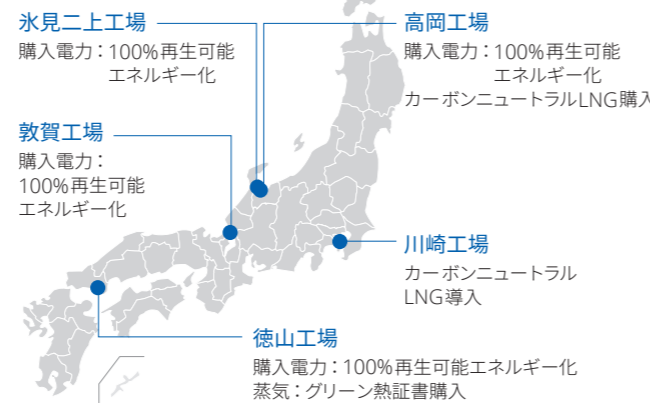 氷見二上工場
購入電力：100%再生可能
エネルギー化
高岡工場
購入電力：100%再生可能
エネルギー化
カーボンニュートラルLNG購入
敦賀工場
購入電力：
100%再生可能
エネルギー化
川崎工場
カーボンニュートラル
LNG導入
徳山工場
購入電力：100%再生可能エネルギー化
蒸気：グリーン熱証書購入